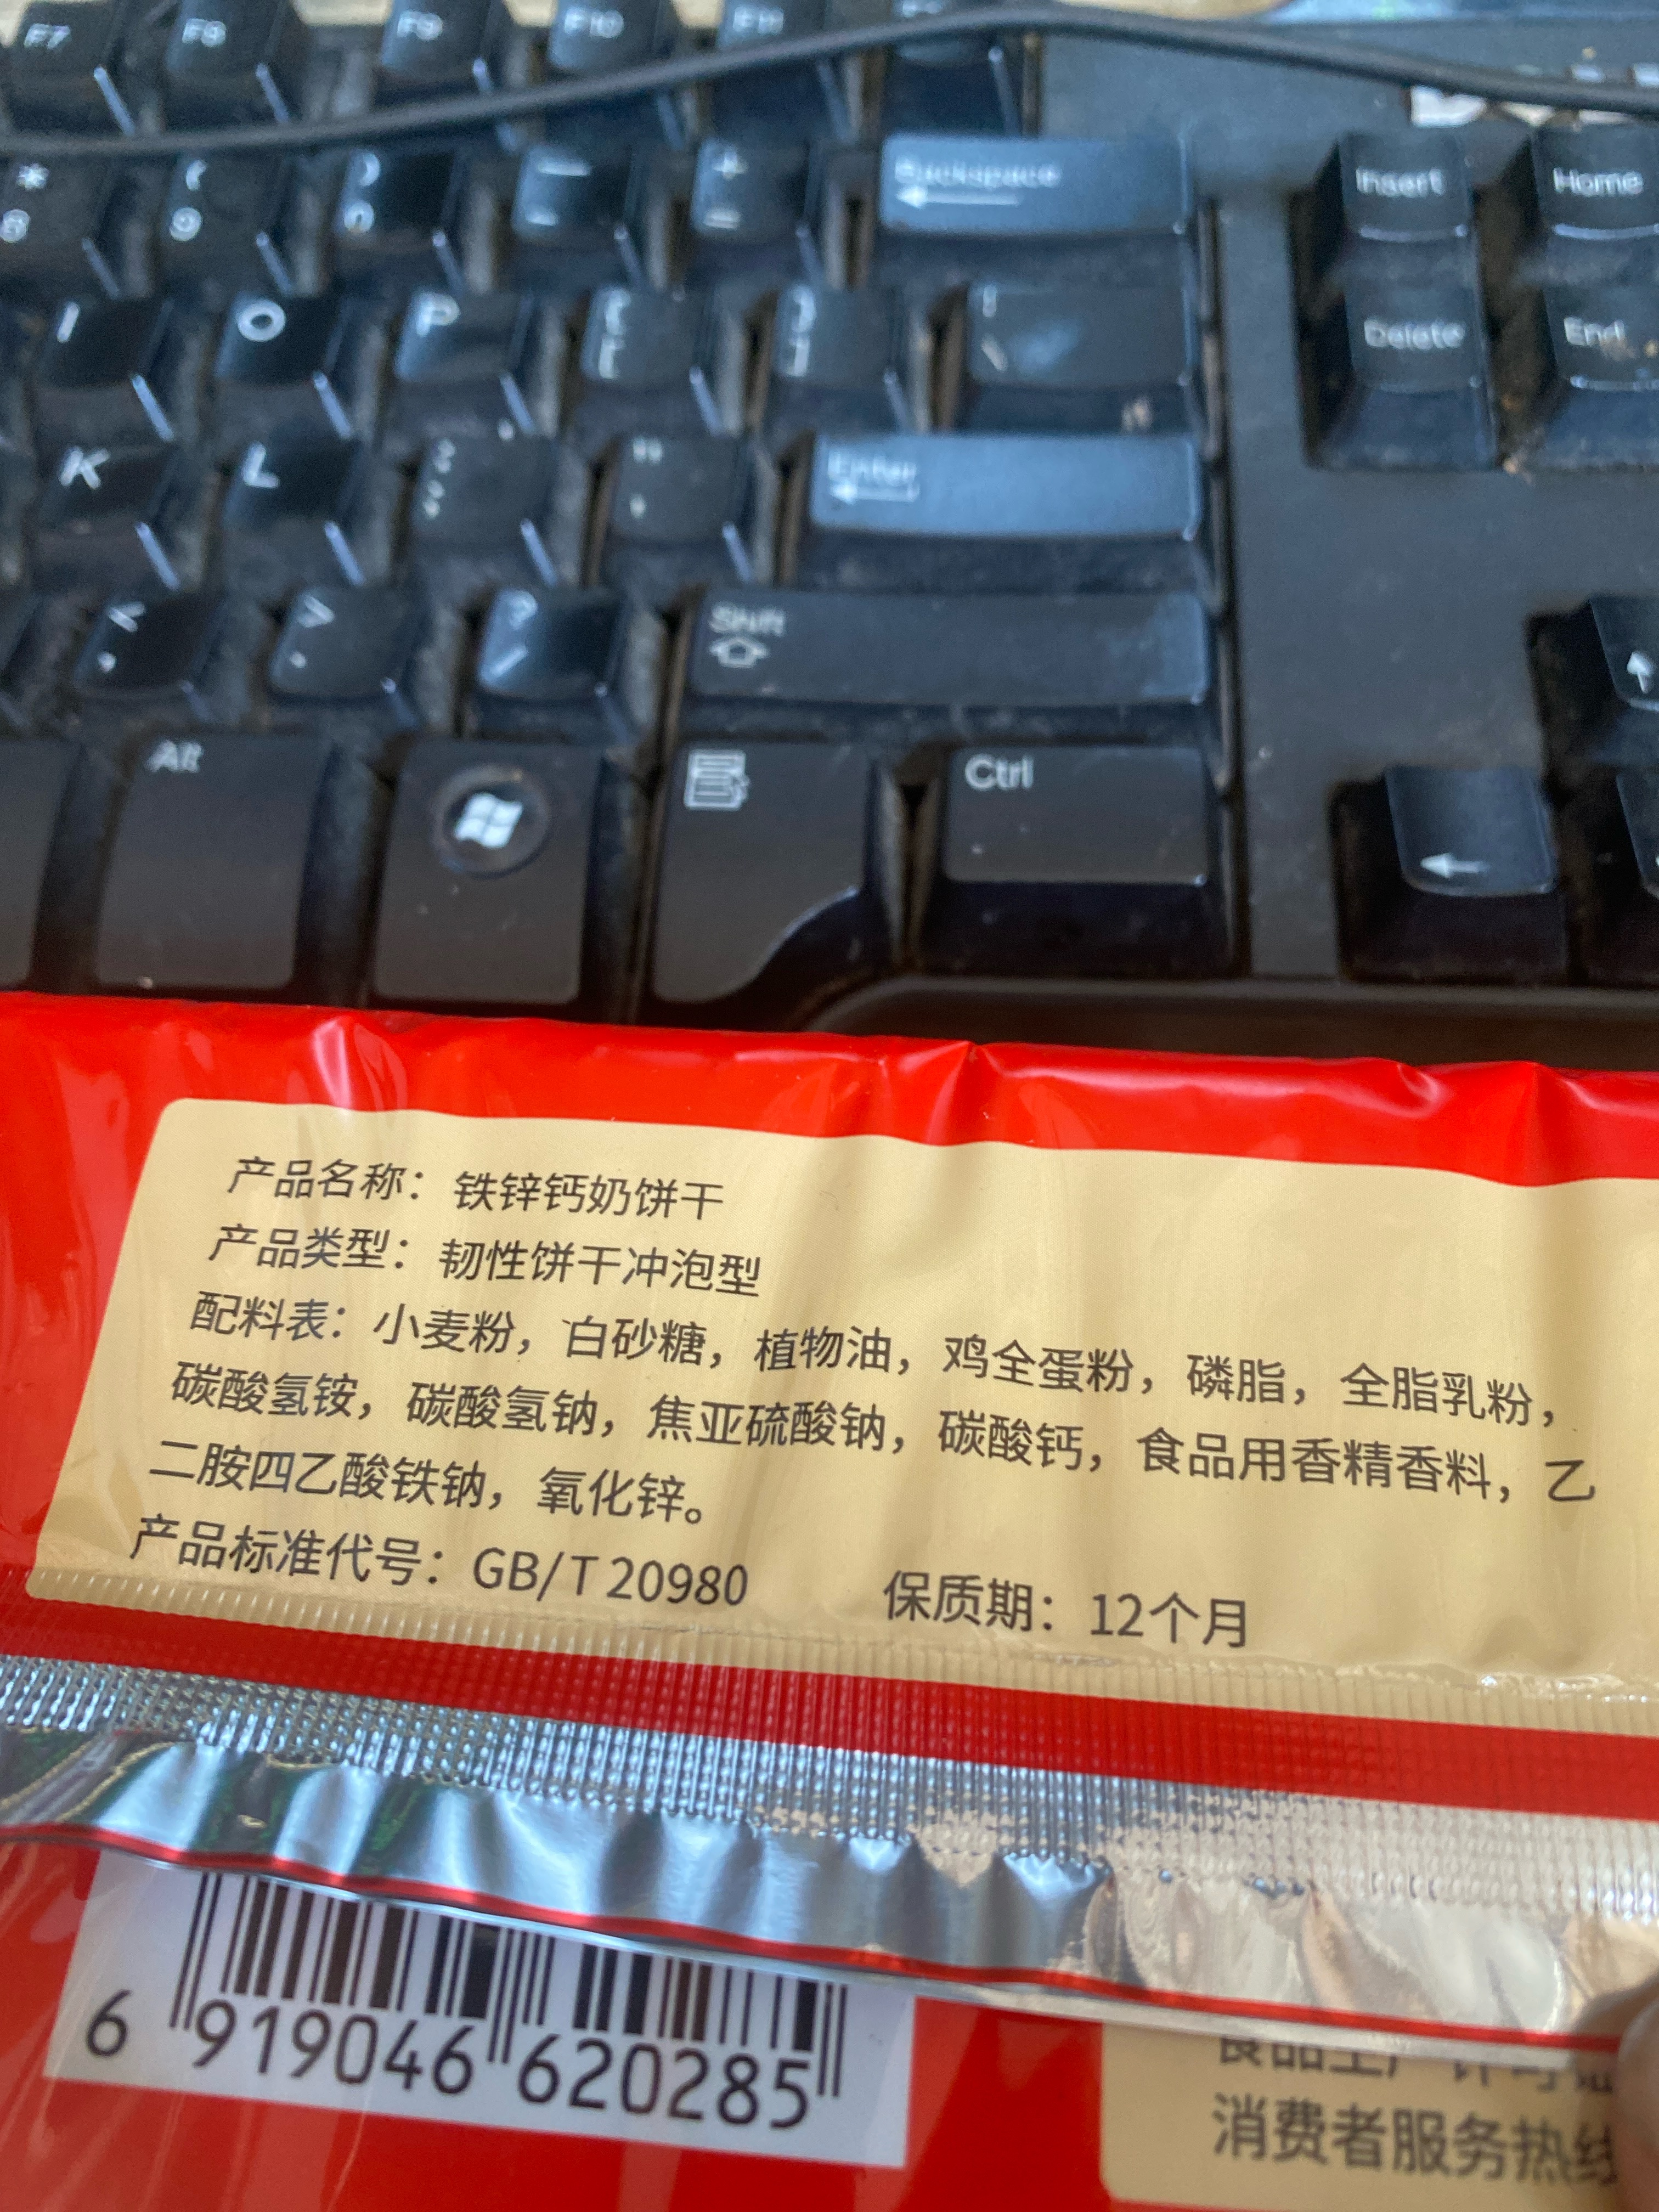 F7 F8 F9 F10 F11
* ( ) — +
8 9 0 - = Backspace Insert Home
I O P { } |
[ ] \ Delete End
K L : "
; ' Enter
< > ?
, . / Shift
Alt Ctrl
产品名称：铁锌钙奶饼干
产品类型：韧性饼干冲泡型
配料表：小麦粉，白砂糖，植物油，鸡全蛋粉，磷脂，全脂乳粉，
碳酸氢铵，碳酸氢钠，焦亚硫酸钠，碳酸钙，食品用香精香料，乙
二胺四乙酸铁钠，氧化锌。
产品标准代号：GB/T 20980 保质期：12个月
6 919046 620285
消费者服务热线